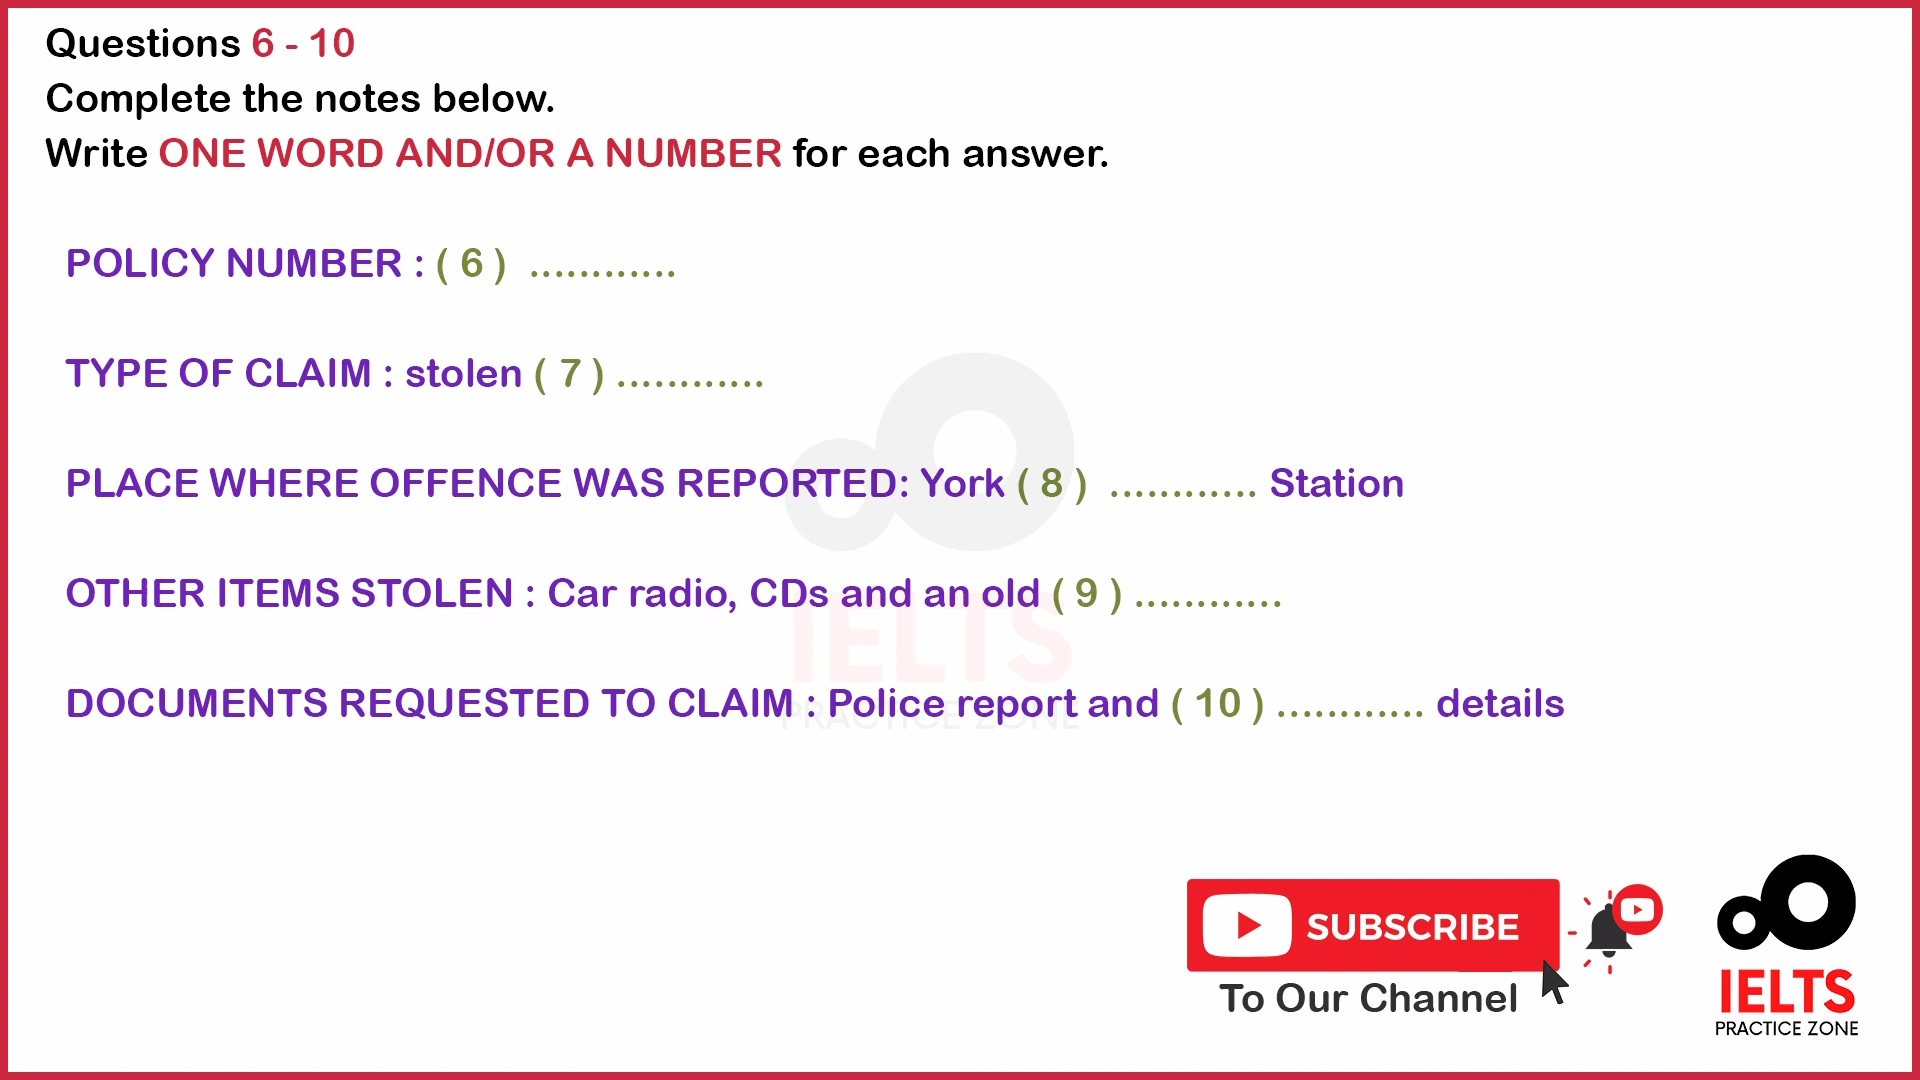 Questions 6 - 10
Complete the notes below.
Write ONE WORD AND/OR A NUMBER for each answer.
POLICY NUMBER : ( 6 ) ............
TYPE OF CLAIM : stolen ( 7 ) ............
PLACE WHERE OFFENCE WAS REPORTED: York ( 8 ) ............ Station
OTHER ITEMS STOLEN : Car radio, CDs and an old ( 9 ) ............
IELTS
DOCUMENTS REQUESTED TO CLAIM : Police report and ( 10 ) ............ details
PRACTICE ZONE
SUBSCRIBE
To Our Channel
IELTS
PRACTICE ZONE